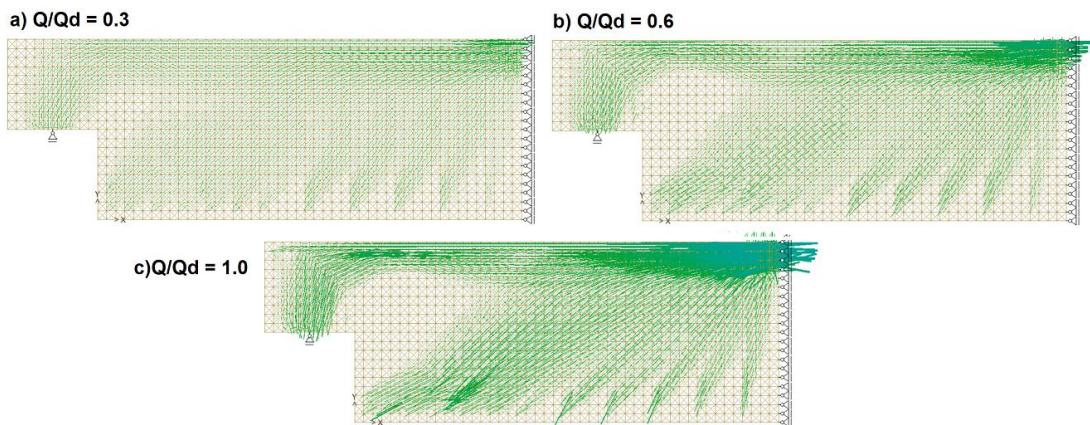 a) Q/Qd = 0.3
b) Q/Qd = 0.6
Y
X
Y
X
c)Q/Qd = 1.0
Y
X